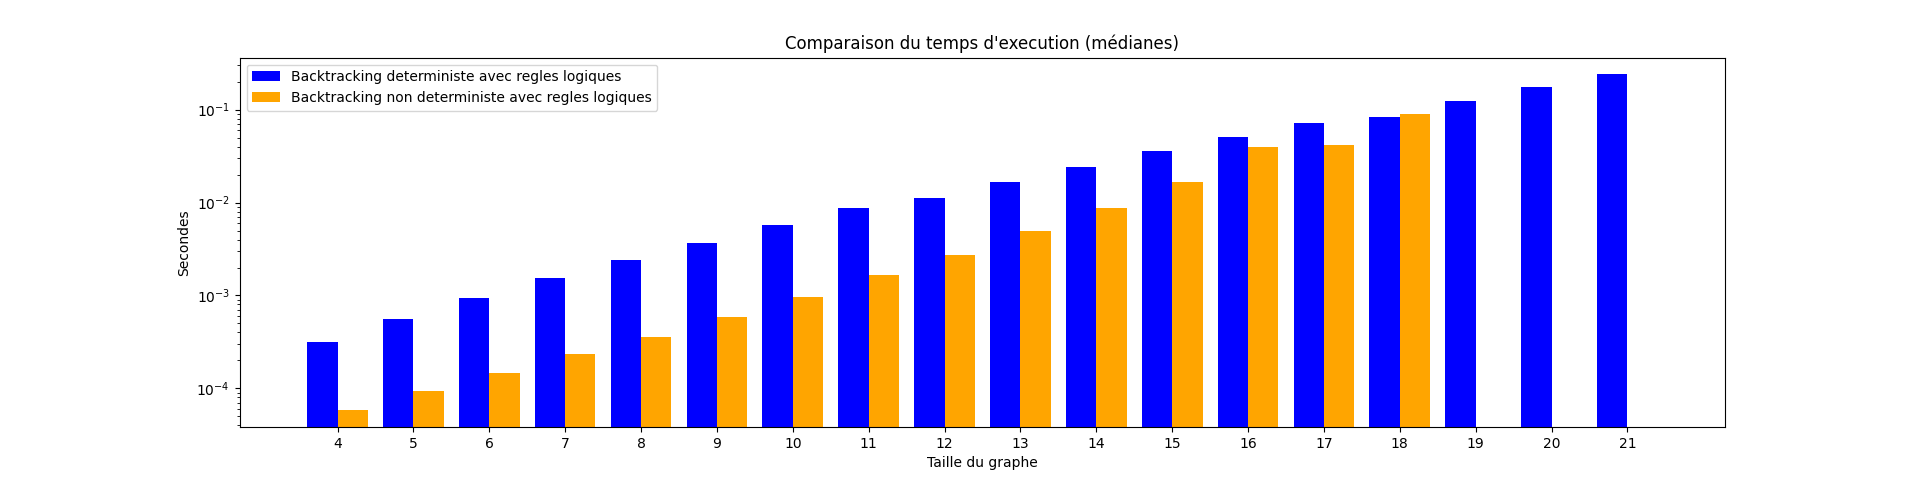 Comparaison du temps d'execution (médianes)
Backtracking deterministe avec regles logiques
Backtracking non deterministe avec regles logiques
Secondes
10⁻¹
10⁻²
10⁻³
10⁻⁴
4 5 6 7 8 9 10 11 12 13 14 15 16 17 18 19 20 21
Taille du graphe